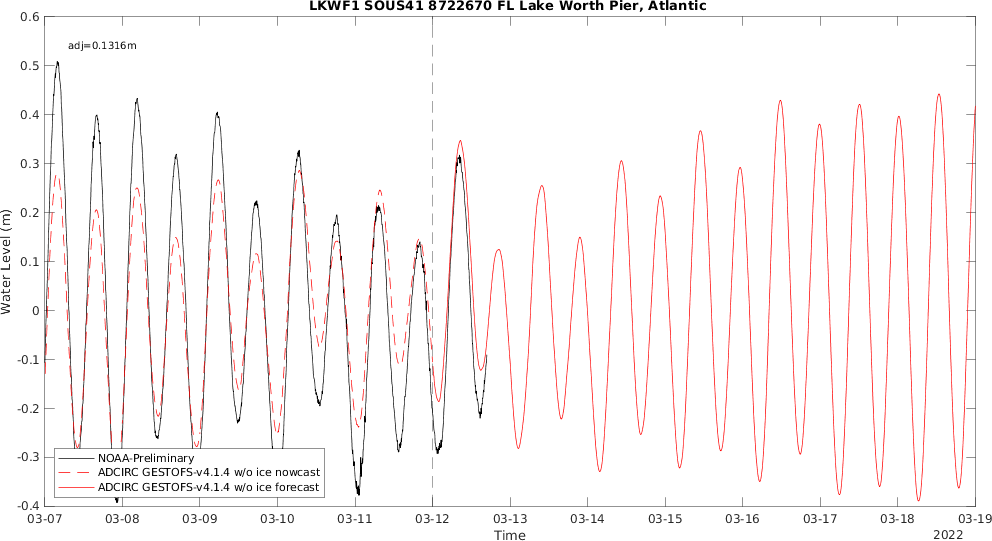 LKWF1 SOUS41 8722670 FL Lake Worth Pier, Atlantic
adj=0.1316m
0.6
0.5
0.4
0.3
0.2
0.1
0
-0.1
-0.2
-0.3
-0.4
Water Level (m)
NOAA-Preliminary
ADCIRC GESTOFS-v4.1.4 w/o ice nowcast
ADCIRC GESTOFS-v4.1.4 w/o ice forecast
03-07 03-08 03-09 03-10 03-11 03-12 03-13 03-14 03-15 03-16 03-17 03-18 03-19
Time
2022